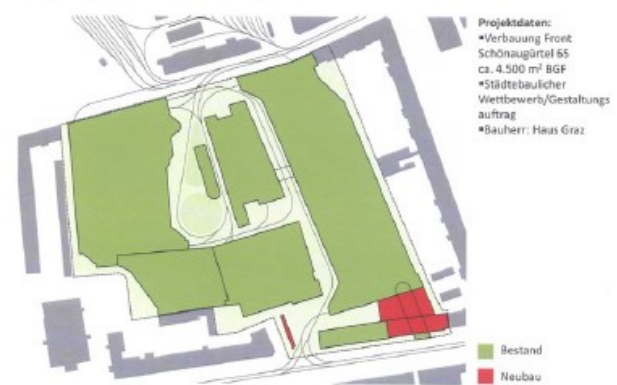 Projektdaten:
▪Verbauung Front
Schönaugürtel 65
ca. 4.500 m² BGF
▪Städtebaulicher
Wettbewerb/Gestaltungs
auftrag
▪Bauherr: Haus Graz
Bestand
Neubau